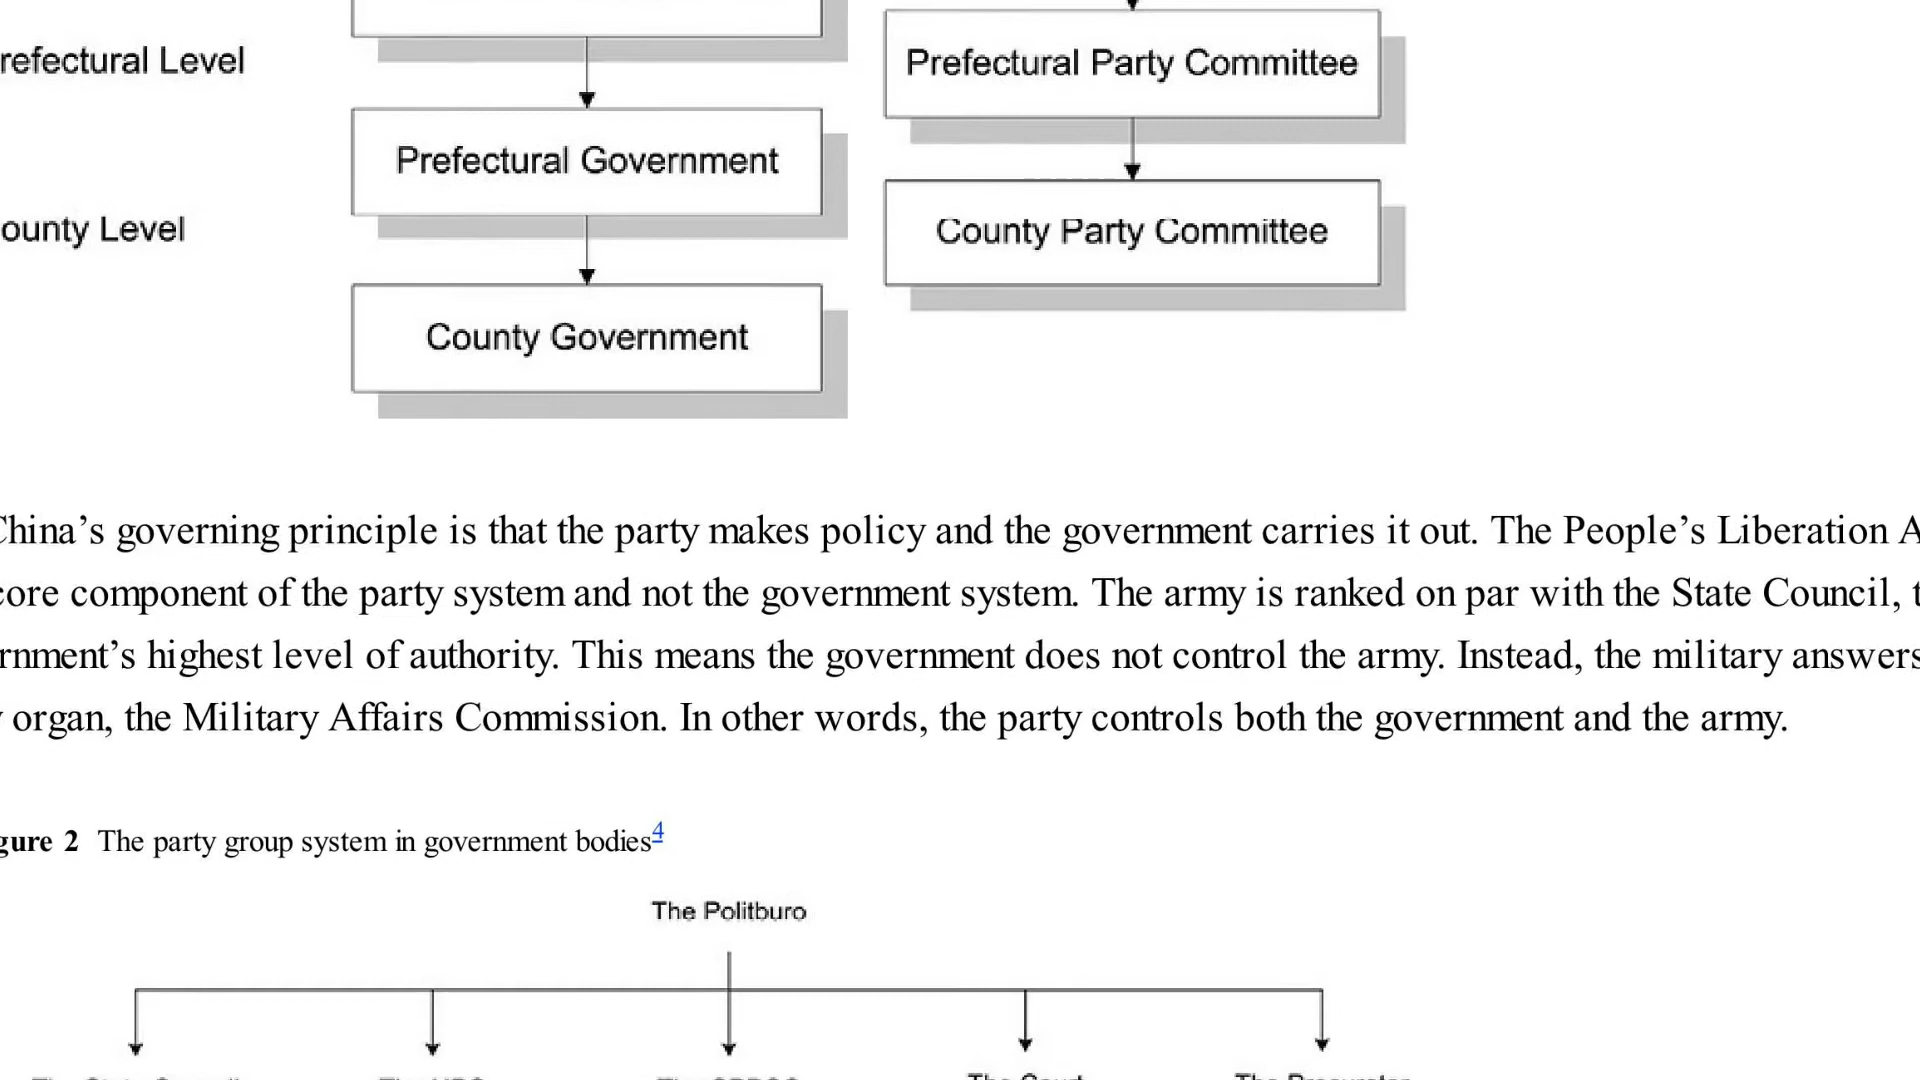 refectural Level
Prefectural Party Committee
Prefectural Government
ounty Level
County Party Committee
County Government
China’s governing principle is that the party makes policy and the government carries it out. The People’s Liberation A
core component of the party system and not the government system. The army is ranked on par with the State Council, t
rnment’s highest level of authority. This means the government does not control the army. Instead, the military answers
y organ, the Military Affairs Commission. In other words, the party controls both the government and the army.
gure 2 The party group system in government bodies4
The Politburo
The Court
The Procurator